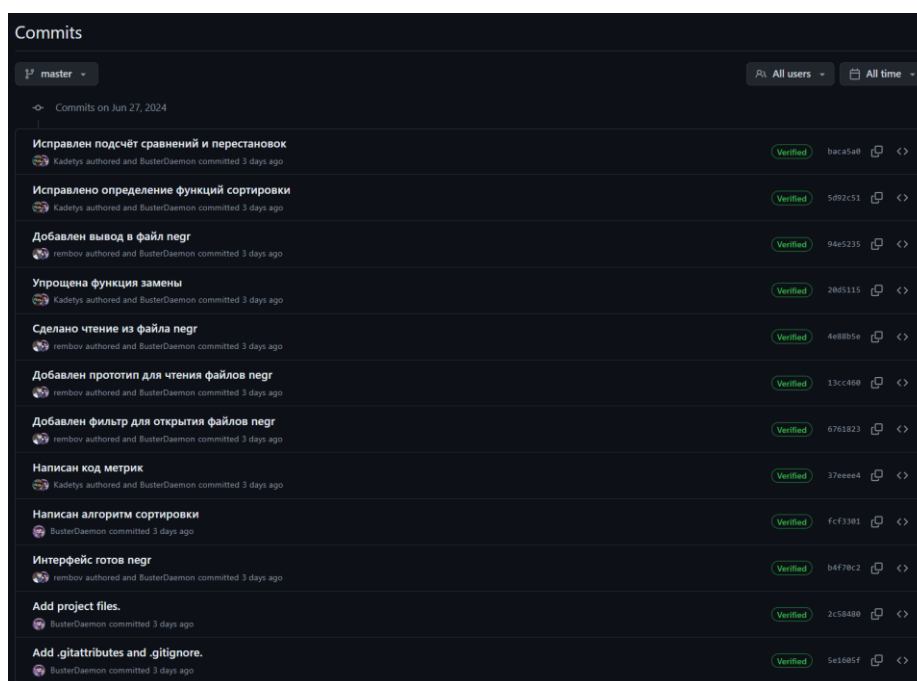 Commits
master
All users
All time
Commits on Jun 27, 2024
Исправлен подсчёт сравнений и перестановок
Verified
baca5a0
Kadetys authored and BusterDaemon committed 3 days ago
Исправлено определение функций сортировки
Verified
5d92c51
Kadetys authored and BusterDaemon committed 3 days ago
Добавлен вывод в файл negr
Verified
94e5235
rembov authored and BusterDaemon committed 3 days ago
Упрощена функция замены
Verified
20d5115
Kadetys authored and BusterDaemon committed 3 days ago
Сделано чтение из файла negr
Verified
4e88b5e
rembov authored and BusterDaemon committed 3 days ago
Добавлен прототип для чтения файлов negr
Verified
13cc460
rembov authored and BusterDaemon committed 3 days ago
Добавлен фильтр для открытия файлов negr
Verified
6761823
rembov authored and BusterDaemon committed 3 days ago
Написан код метрик
Verified
37eeee4
Kadetys authored and BusterDaemon committed 3 days ago
Написан алгоритм сортировки
Verified
fcf3301
BusterDaemon committed 3 days ago
Интерфейс готов negr
Verified
b4f70c2
rembov authored and BusterDaemon committed 3 days ago
Add project files.
Verified
2c58480
BusterDaemon committed 3 days ago
Add .gitattributes and .gitignore.
Verified
5e1605f
BusterDaemon committed 3 days ago